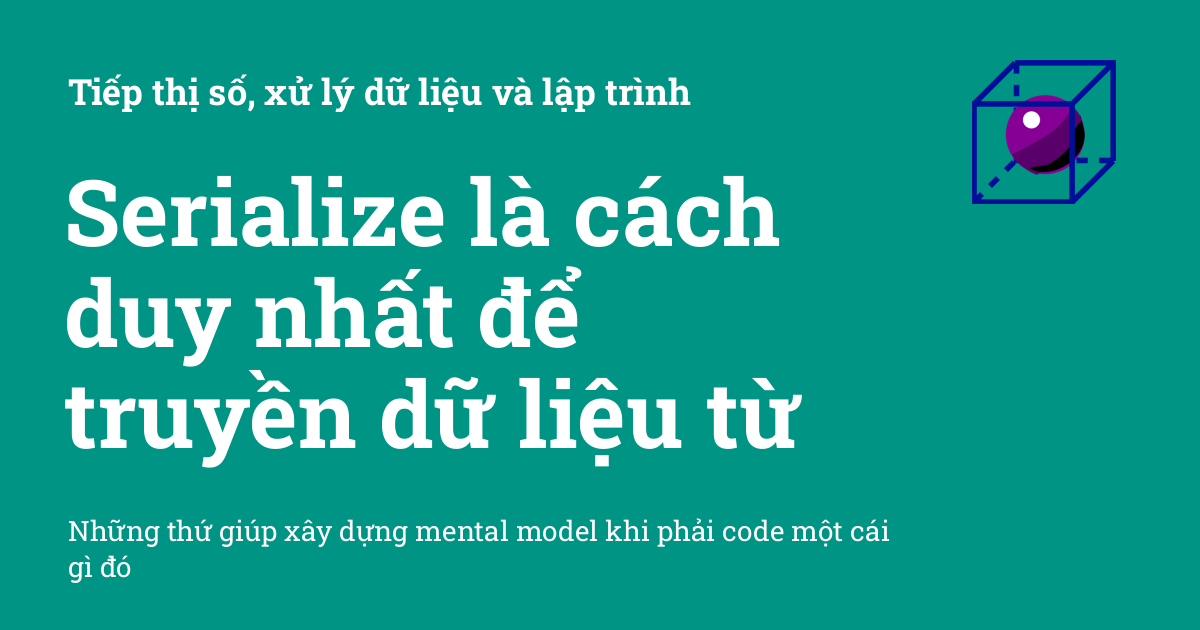 Tiếp thị số, xử lý dữ liệu và lập trình
Serialize là cách
duy nhất để
truyền dữ liệu từ
Những thứ giúp xây dựng mental model khi phải code một cái
gì đó